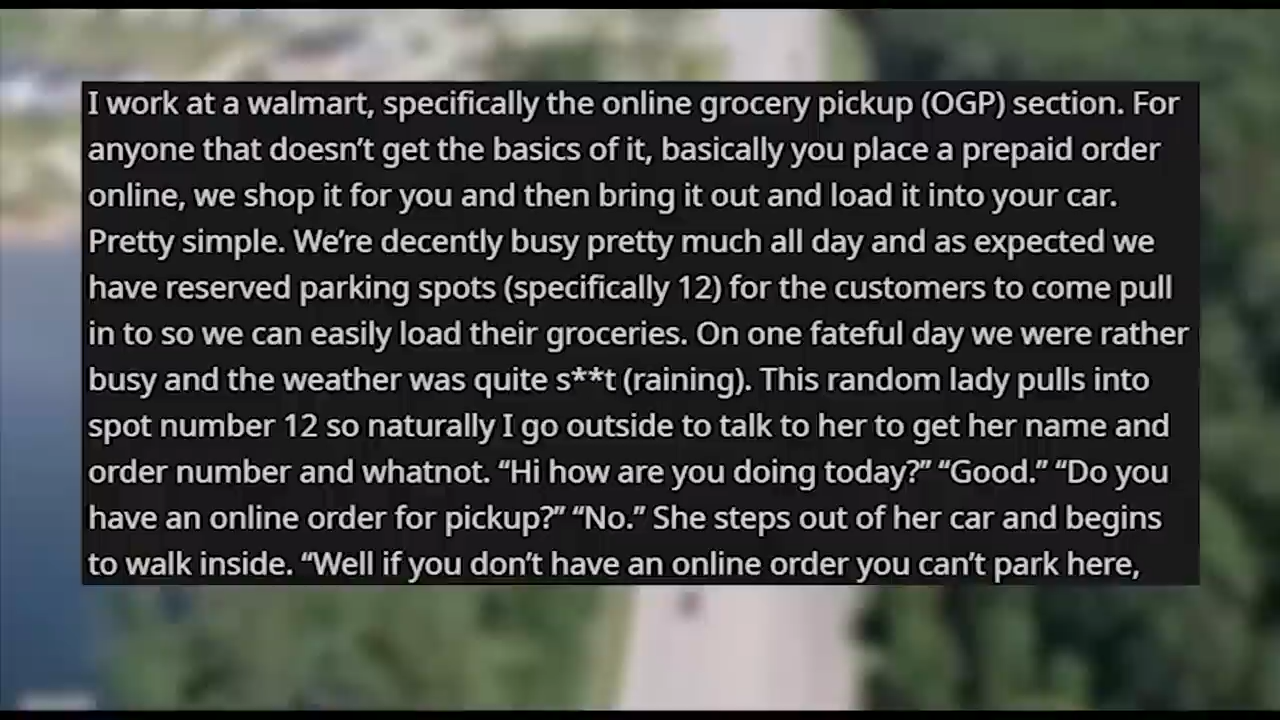 I work at a walmart, specifically the online grocery pickup (OGP) section. For
anyone that doesn’t get the basics of it, basically you place a prepaid order
online, we shop it for you and then bring it out and load it into your car.
Pretty simple. We’re decently busy pretty much all day and as expected we
have reserved parking spots (specifically 12) for the customers to come pull
in to so we can easily load their groceries. On one fateful day we were rather
busy and the weather was quite s**t (raining). This random lady pulls into
spot number 12 so naturally I go outside to talk to her to get her name and
order number and whatnot. “Hi how are you doing today?” “Good.” “Do you
have an online order for pickup?” “No.” She steps out of her car and begins
to walk inside. “Well if you don’t have an online order you can’t park here,